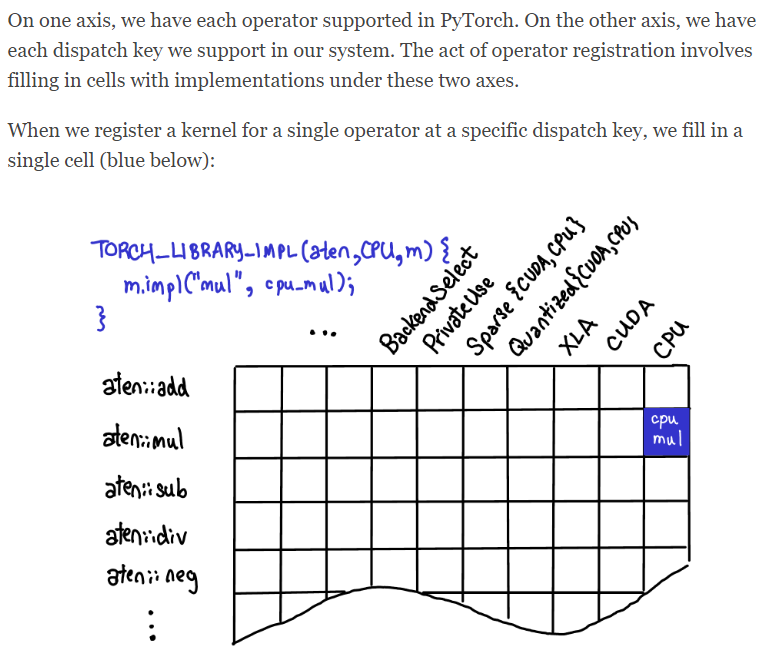 On one axis, we have each operator supported in PyTorch. On the other axis, we have
each dispatch key we support in our system. The act of operator registration involves
filling in cells with implementations under these two axes.
When we register a kernel for a single operator at a specific dispatch key, we fill in a
single cell (blue below):
TORCH_LIBRARY_IMPL(aten,CPU,m) {
m.impl("mul", cpu_mul);
}
...
BackendSelect
PrivateUse
Sparse {CUDA,CPU}
Quantized{CUDA,CPU}
XLA
CUDA
CPU
aten::add
aten::mul
cpu
mul
aten::sub
aten::div
aten::neg
⋮